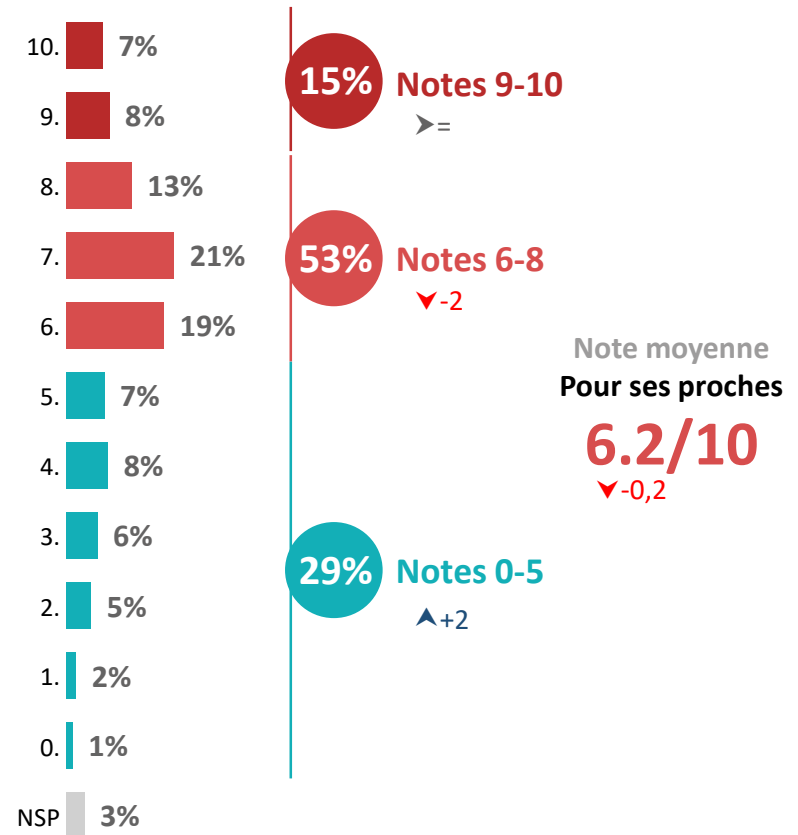 10. 7%
9. 8%
8. 13%
7. 21%
6. 19%
5. 7%
4. 8%
3. 6%
2. 5%
1. 2%
0. 1%
NSP 3%
15% Notes 9-10
=
53% Notes 6-8
-2
29% Notes 0-5
+2
Note moyenne
Pour ses proches
6.2/10
-0,2